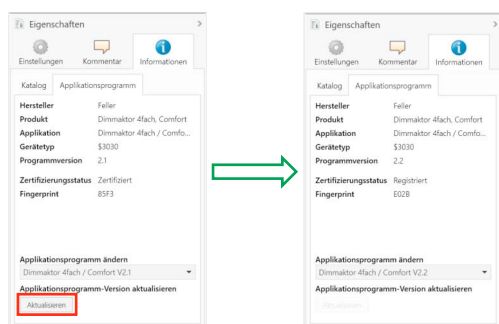 Eigenschaften
Einstellungen Kommentar Informationen
Katalog Applikationsprogramm
Hersteller Feller
Produkt Dimmaktor 4fach, Comfort
Applikation Dimmaktor 4fach / Comfo...
Gerätetyp $3030
Programmversion 2.1
Zertifizierungsstatus Zertifiziert
Fingerprint 85F3
Applikationsprogramm ändern
Dimmaktor 4fach / Comfort V2.1
Applikationsprogramm-Version aktualisieren
Aktualisieren
Eigenschaften
Einstellungen Kommentar Informationen
Katalog Applikationsprogramm
Hersteller Feller
Produkt Dimmaktor 4fach, Comfort
Applikation Dimmaktor 4fach / Comfo...
Gerätetyp $3030
Programmversion 2.2
Zertifizierungsstatus Registriert
Fingerprint E02B
Applikationsprogramm ändern
Dimmaktor 4fach / Comfort V2.2
Applikationsprogramm-Version aktualisieren
Aktualisieren